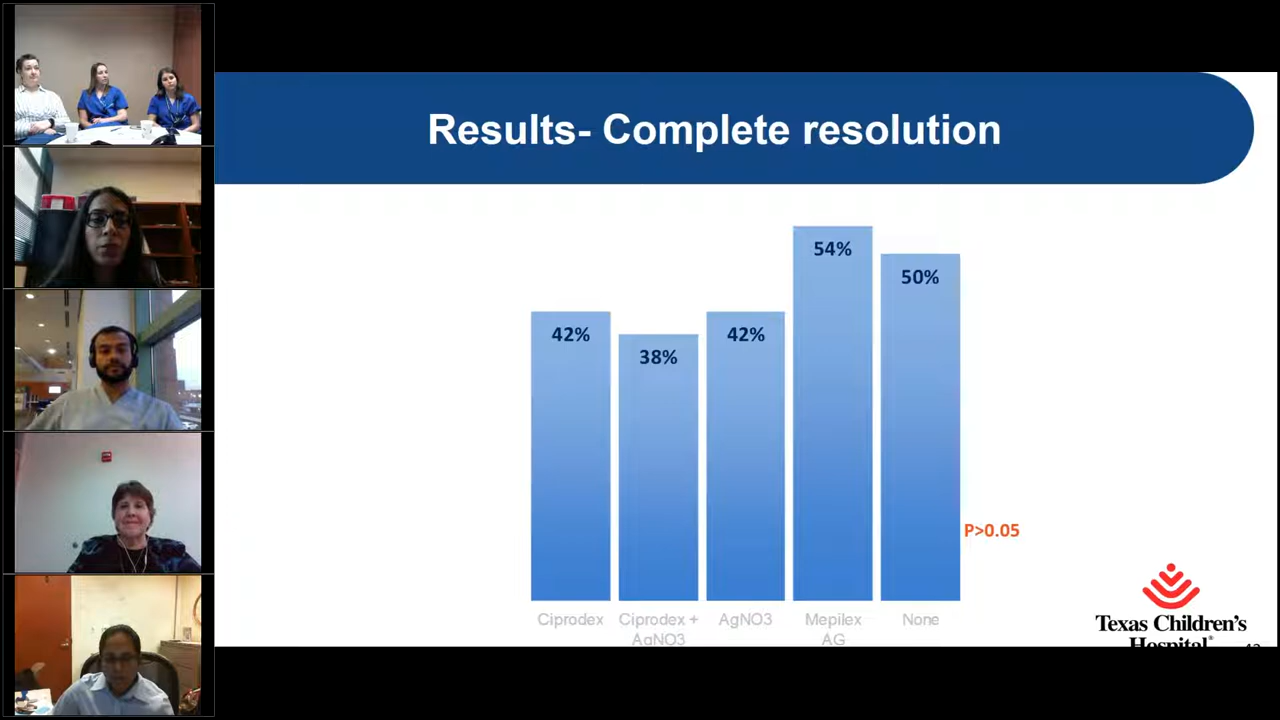 Results- Complete resolution
54%
50%
42%
42%
38%
P>0.05
Ciprodex
Ciprodex +
AgNO3
AgNO3
Mepilex
AG
None
Texas Children's
Hospital